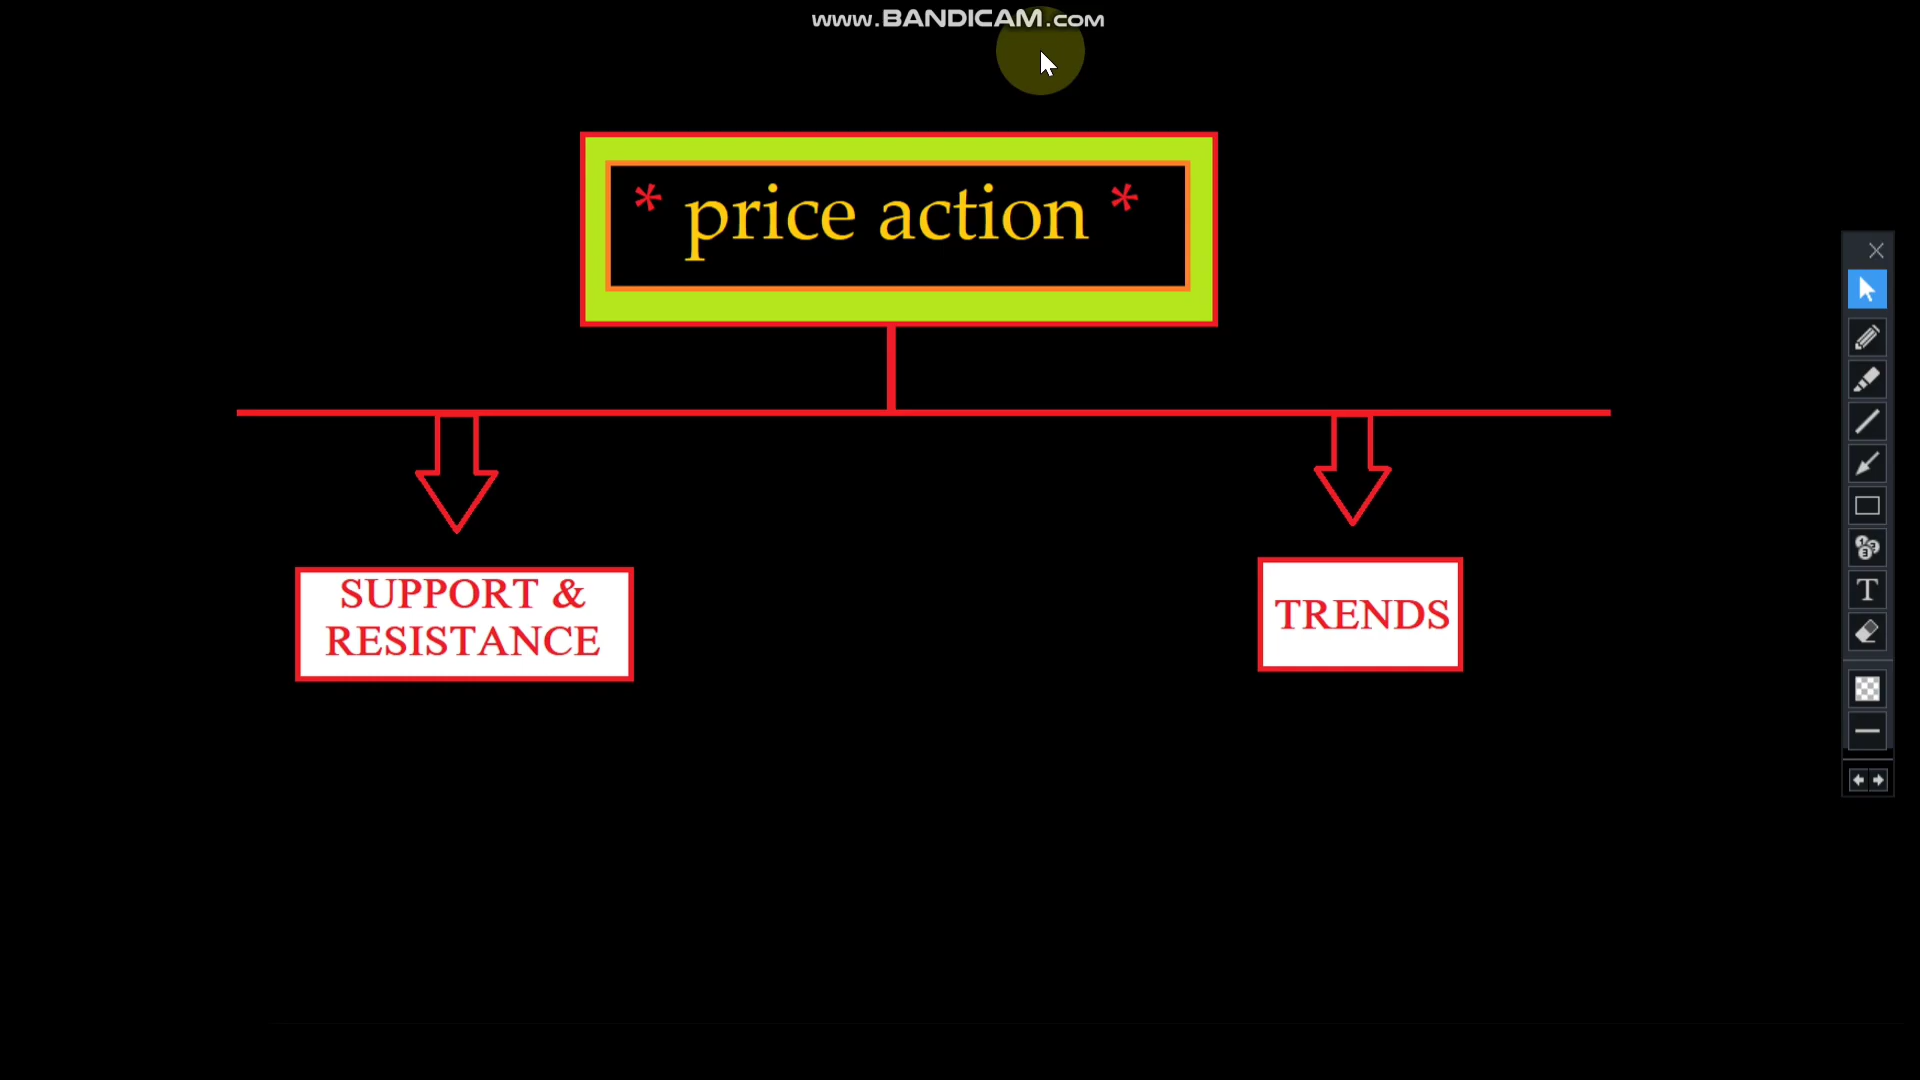 www.BANDICAM.com
* price action *
SUPPORT &
RESISTANCE
TRENDS
T